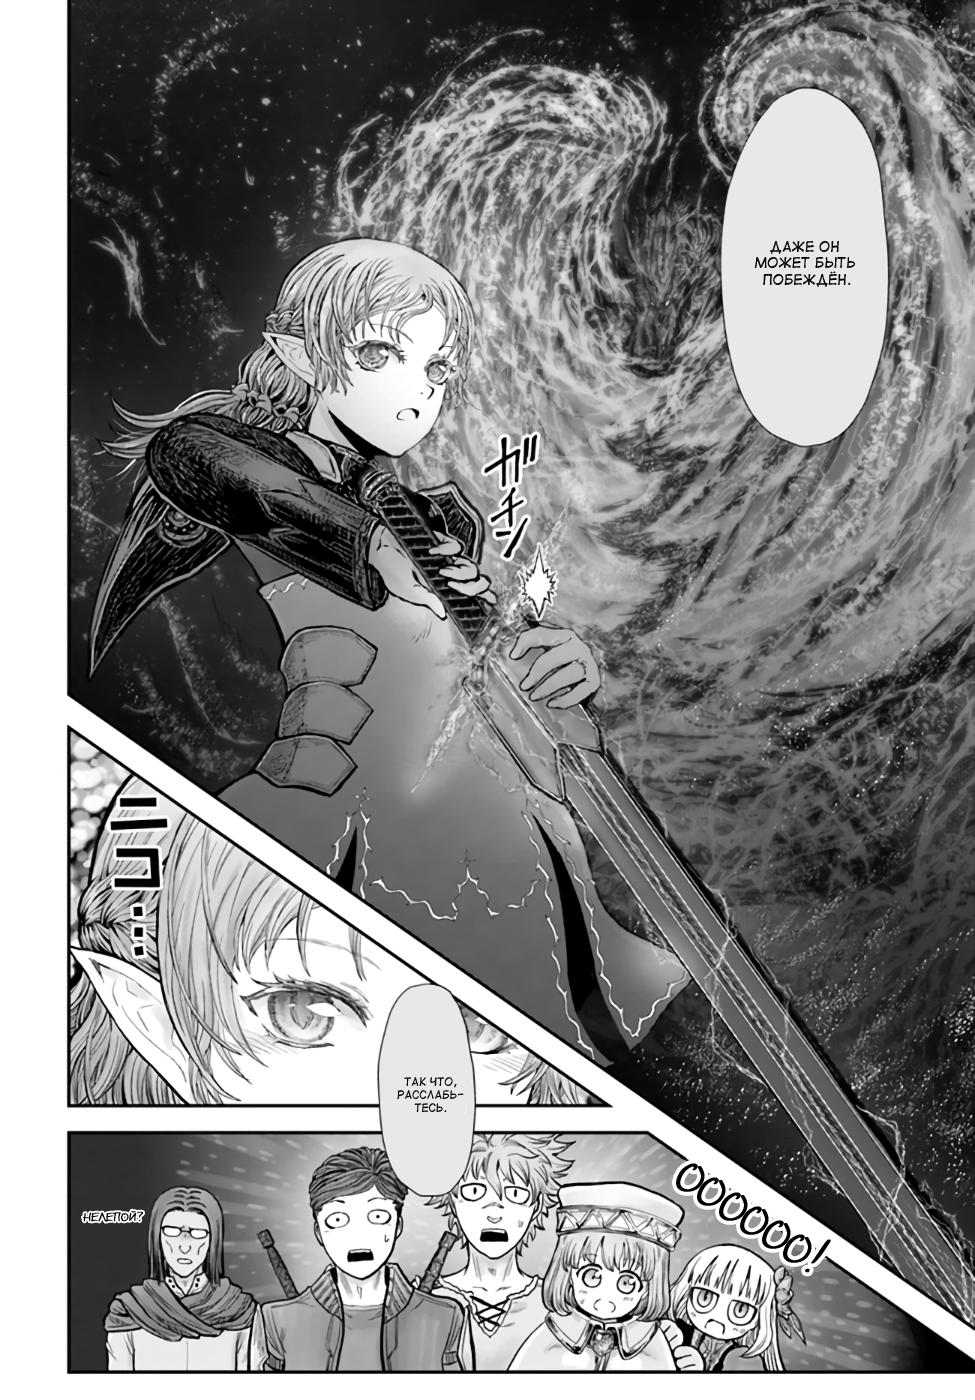 ДАЖЕ ОН
МОЖЕТ БЫТЬ
ПОБЕЖДЁН.
ガチン
ニコ…
ТАК ЧТО,
РАССЛАБЬ-
ТЕСЬ.
ОООООО!
НЕЛЕПОЙ?